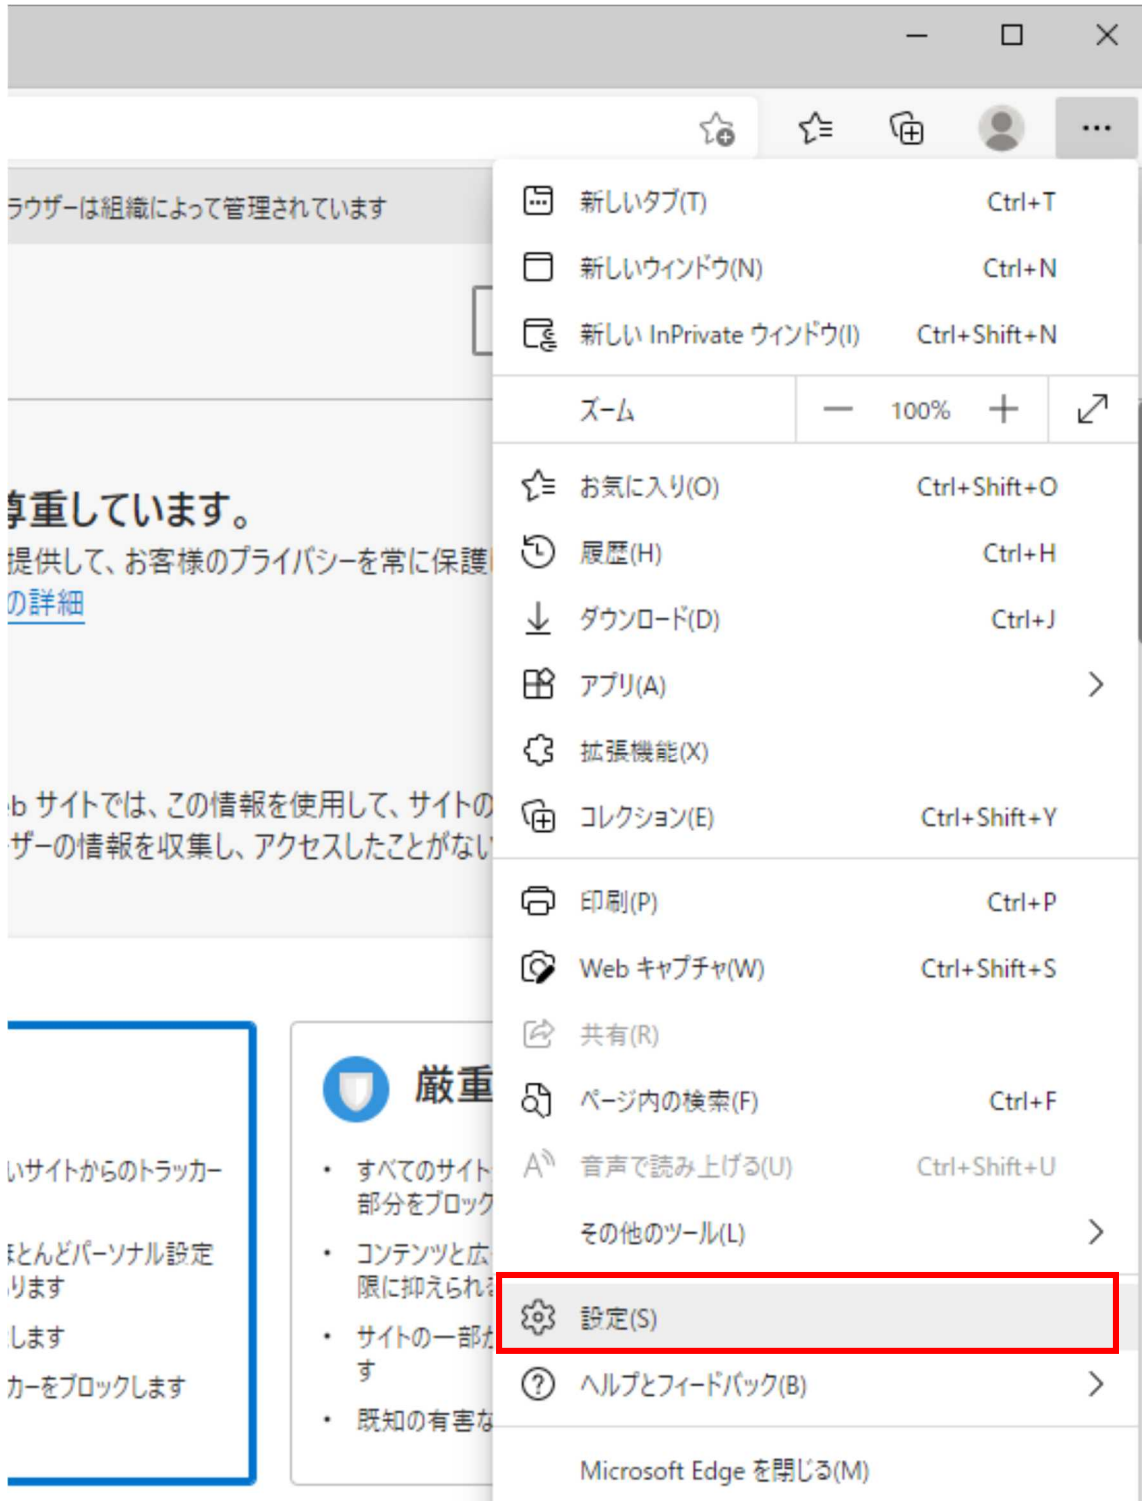 ラウザーは組織によって管理されています
尊重しています。
提供して、お客様のプライバシーを常に保護
の詳細
eb サイトでは、この情報を使用して、サイトの
ーザーの情報を収集し、アクセスしたことがない
いサイトからのトラッカー
ほとんどパーソナル設定
ります
します
カーをブロックします
厳重
• すべてのサイト
部分をブロック
• コンテンツと広
限に抑えられる
• サイトの一部が
す
• 既知の有害な
新しいタブ(T) Ctrl+T
新しいウィンドウ(N) Ctrl+N
新しい InPrivate ウィンドウ(I) Ctrl+Shift+N
ズーム 100%
お気に入り(O) Ctrl+Shift+O
履歴(H) Ctrl+H
ダウンロード(D) Ctrl+J
アプリ(A)
拡張機能(X)
コレクション(E) Ctrl+Shift+Y
印刷(P) Ctrl+P
Web キャプチャ(W) Ctrl+Shift+S
共有(R)
ページ内の検索(F) Ctrl+F
音声で読み上げる(U) Ctrl+Shift+U
その他のツール(L)
設定(S)
ヘルプとフィードバック(B)
Microsoft Edge を閉じる(M)